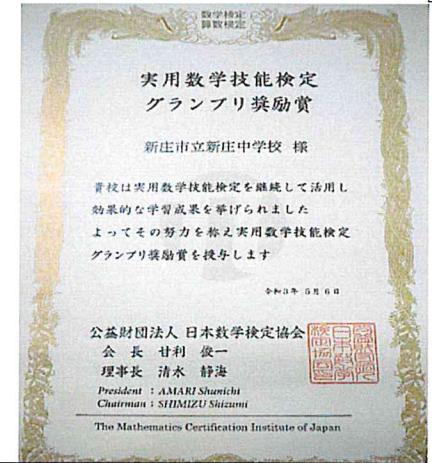 数学検定
算数検定
実用数学技能検定
グランプリ奨励賞
新庄市立新庄中学校 様
貴校は実用数学技能検定を継続して活用し
効果的な学習成果を挙げられました
よってその努力を称え実用数学技能検定
グランプリ奨励賞を授与します
令和3年 5月 6日
公益財団法人 日本数学検定協会
会 長 甘利 俊一
理事長 清水 静海
President : AMARI Shunichi
Chairman : SHIMIZU Shizumi
The Mathematics Certification Institute of Japan